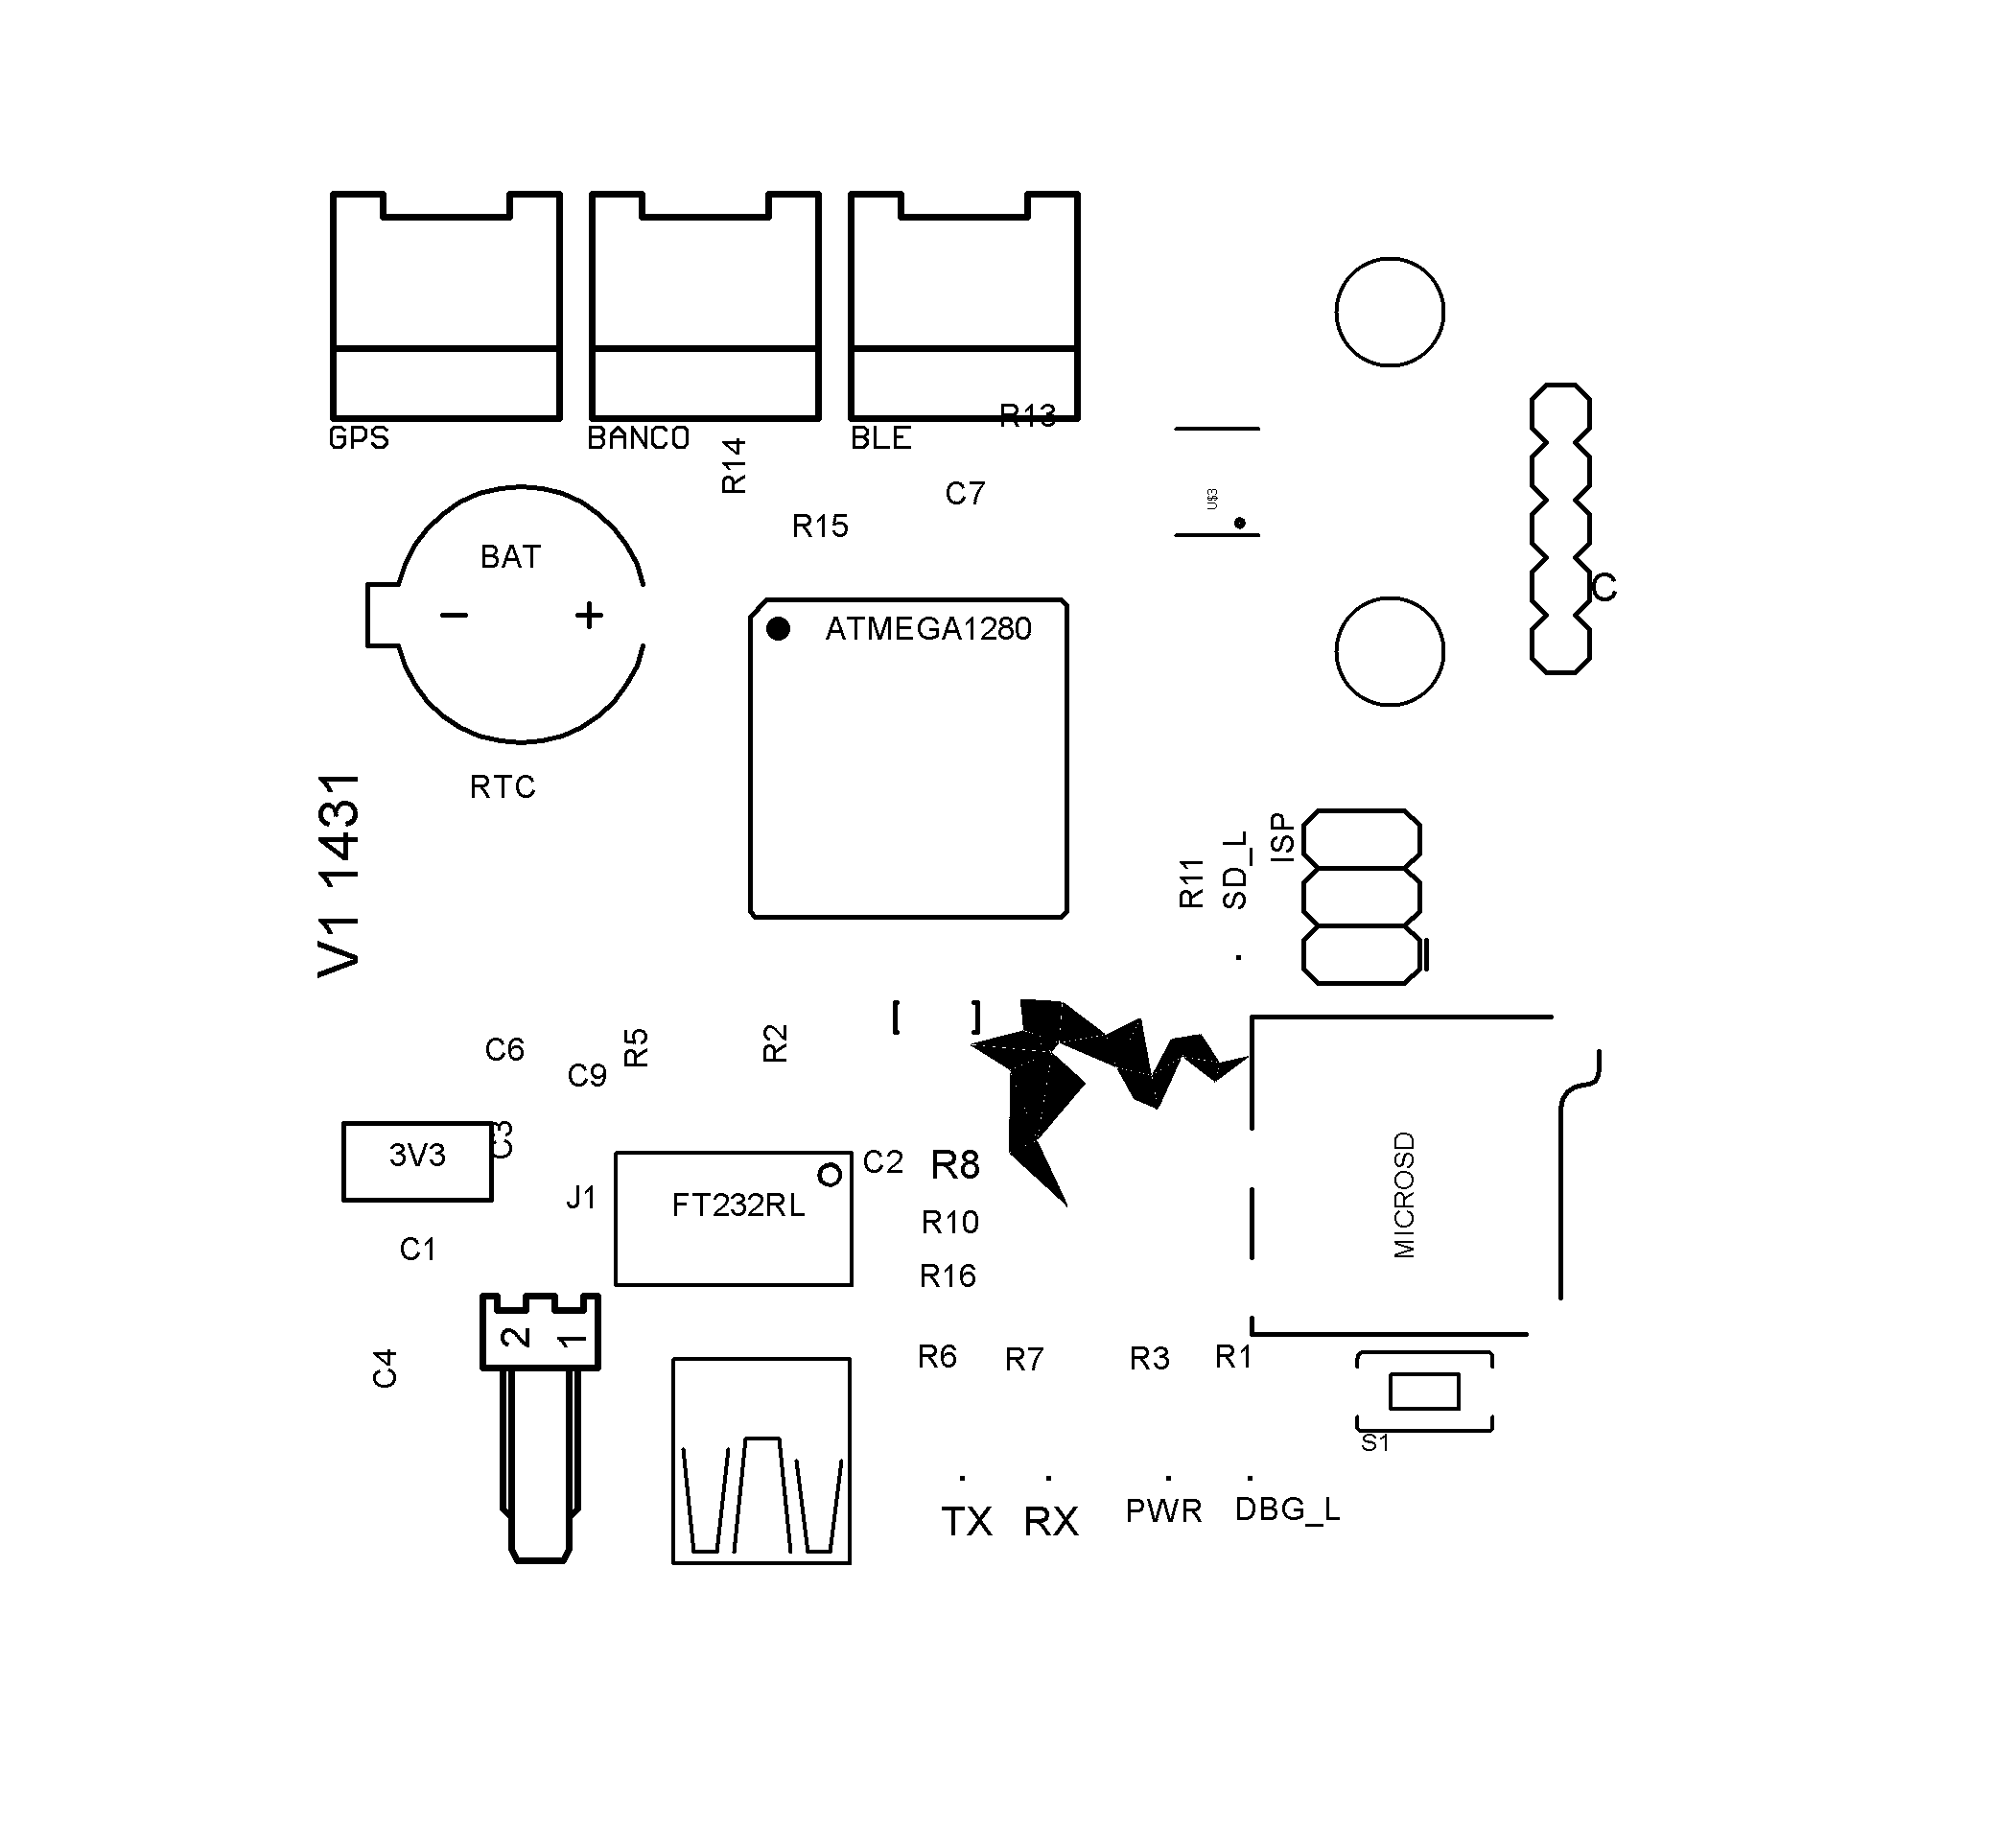 GPS
BANCO
BLE
R13
R14
C7
U$3
R15
BAT
- +
C
ATMEGA1280
RTC
V1 1431
ISP
SD_L
R11
[ ]
C6
C9
R5
R2
C3
3V3
C2
R8
J1
FT232RL
MICROSD
R10
C1
R16
2 1
C4
R6
R7
R3
R1
S1
TX
RX
PWR
DBG_L